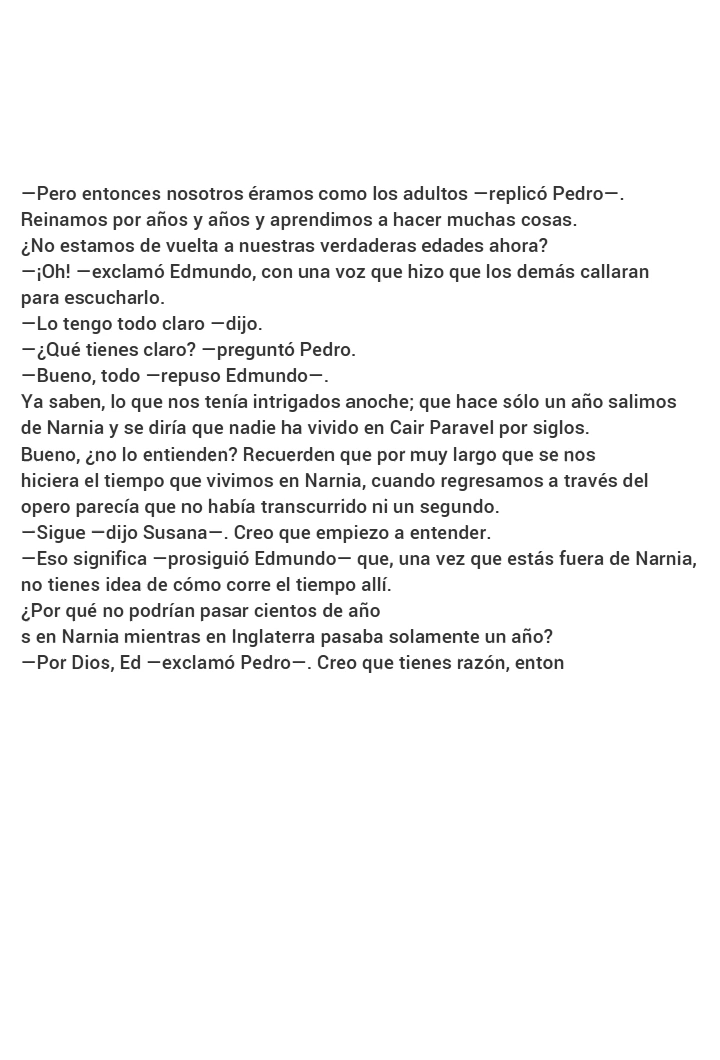 —Pero entonces nosotros éramos como los adultos —replicó Pedro—.
Reinamos por años y años y aprendimos a hacer muchas cosas.
¿No estamos de vuelta a nuestras verdaderas edades ahora?
—¡Oh! —exclamó Edmundo, con una voz que hizo que los demás callaran
para escucharlo.
—Lo tengo todo claro —dijo.
—¿Qué tienes claro? —preguntó Pedro.
—Bueno, todo —repuso Edmundo—.
Ya saben, lo que nos tenía intrigados anoche; que hace sólo un año salimos
de Narnia y se diría que nadie ha vivido en Cair Paravel por siglos.
Bueno, ¿no lo entienden? Recuerden que por muy largo que se nos
hiciera el tiempo que vivimos en Narnia, cuando regresamos a través del
opero parecía que no había transcurrido ni un segundo.
—Sigue —dijo Susana—. Creo que empiezo a entender.
—Eso significa —prosiguió Edmundo— que, una vez que estás fuera de Narnia,
no tienes idea de cómo corre el tiempo allí.
¿Por qué no podrían pasar cientos de año
s en Narnia mientras en Inglaterra pasaba solamente un año?
—Por Dios, Ed —exclamó Pedro—. Creo que tienes razón, enton